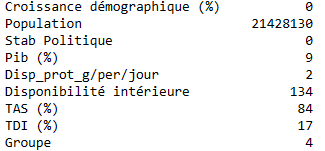 Croissance démographique (%) 0
Population 21428130
Stab Politique 0
Pib (%) 9
Disp_prot_g/per/jour 2
Disponibilité intérieure 134
TAS (%) 84
TDI (%) 17
Groupe 4